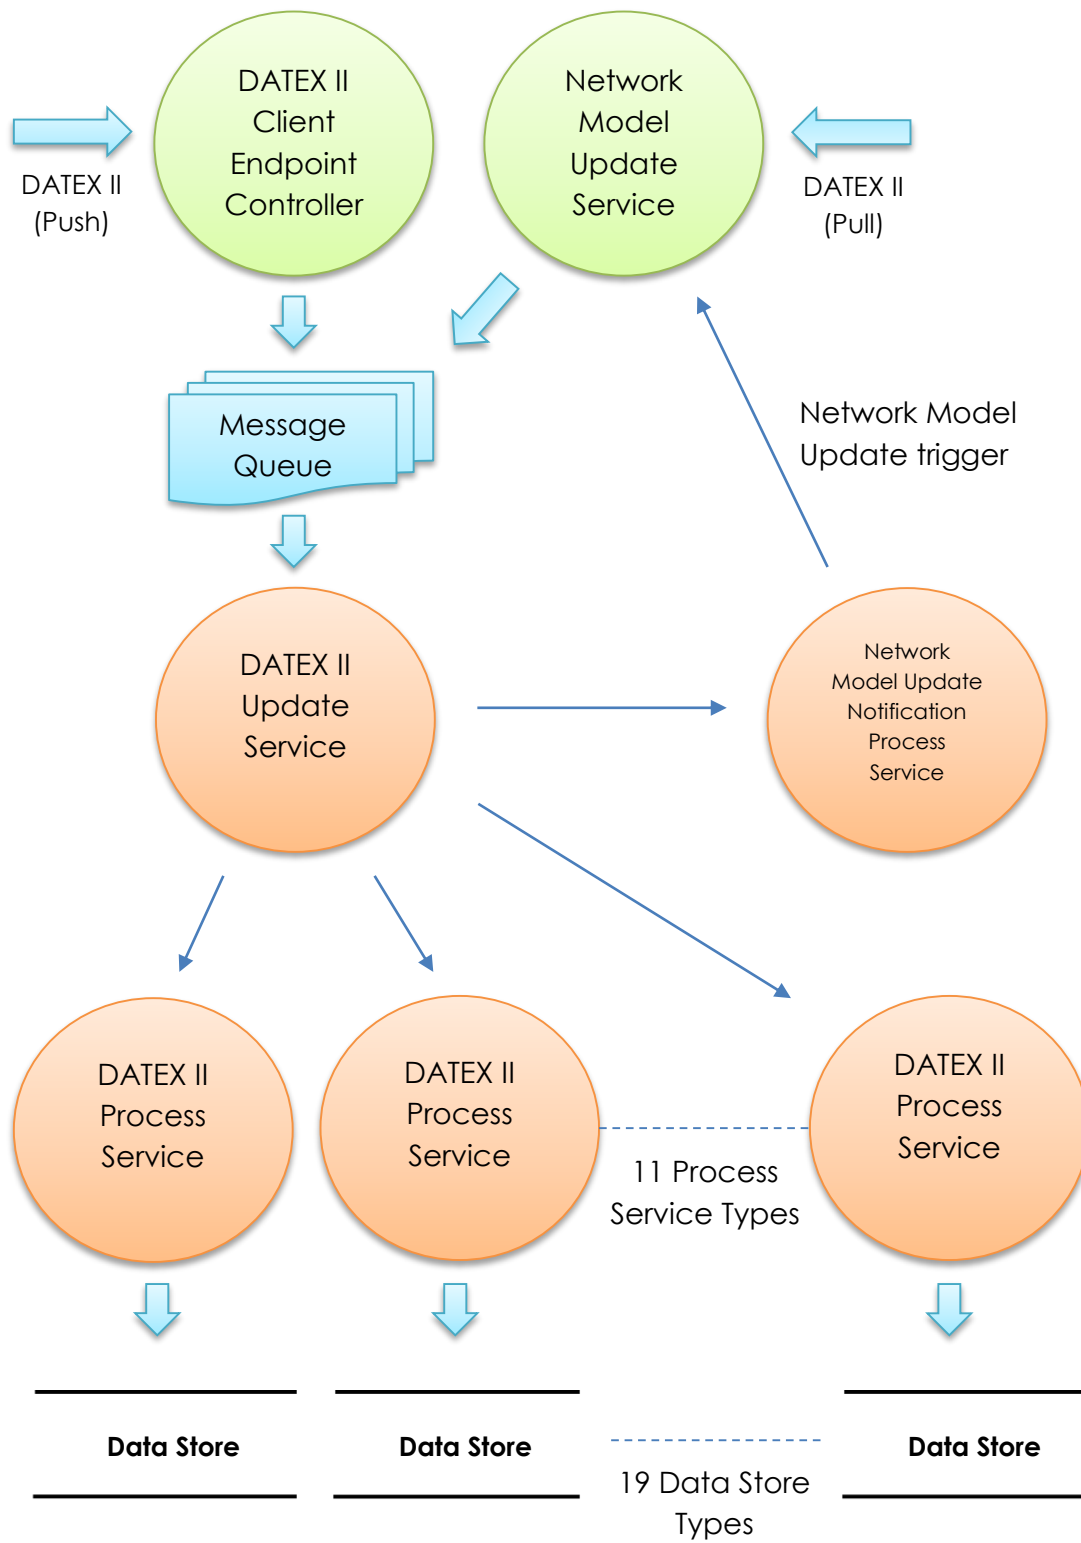 DATEX II
Client
Endpoint
Controller
Network
Model
Update
Service
DATEX II
(Push)
DATEX II
(Pull)
Message
Queue
Network Model
Update trigger
DATEX II
Update
Service
Network
Model Update
Notification
Process
Service
DATEX II
Process
Service
DATEX II
Process
Service
DATEX II
Process
Service
11 Process
Service Types
Data Store
Data Store
Data Store
19 Data Store
Types